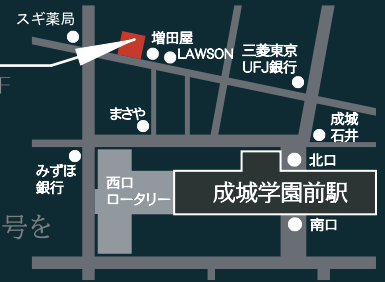 スギ薬局
増田屋
LAWSON
三菱東京
UFJ銀行
まさや
成城
石井
みずほ
銀行
西口
ロータリー
北口
成城学園前駅
南口
号を